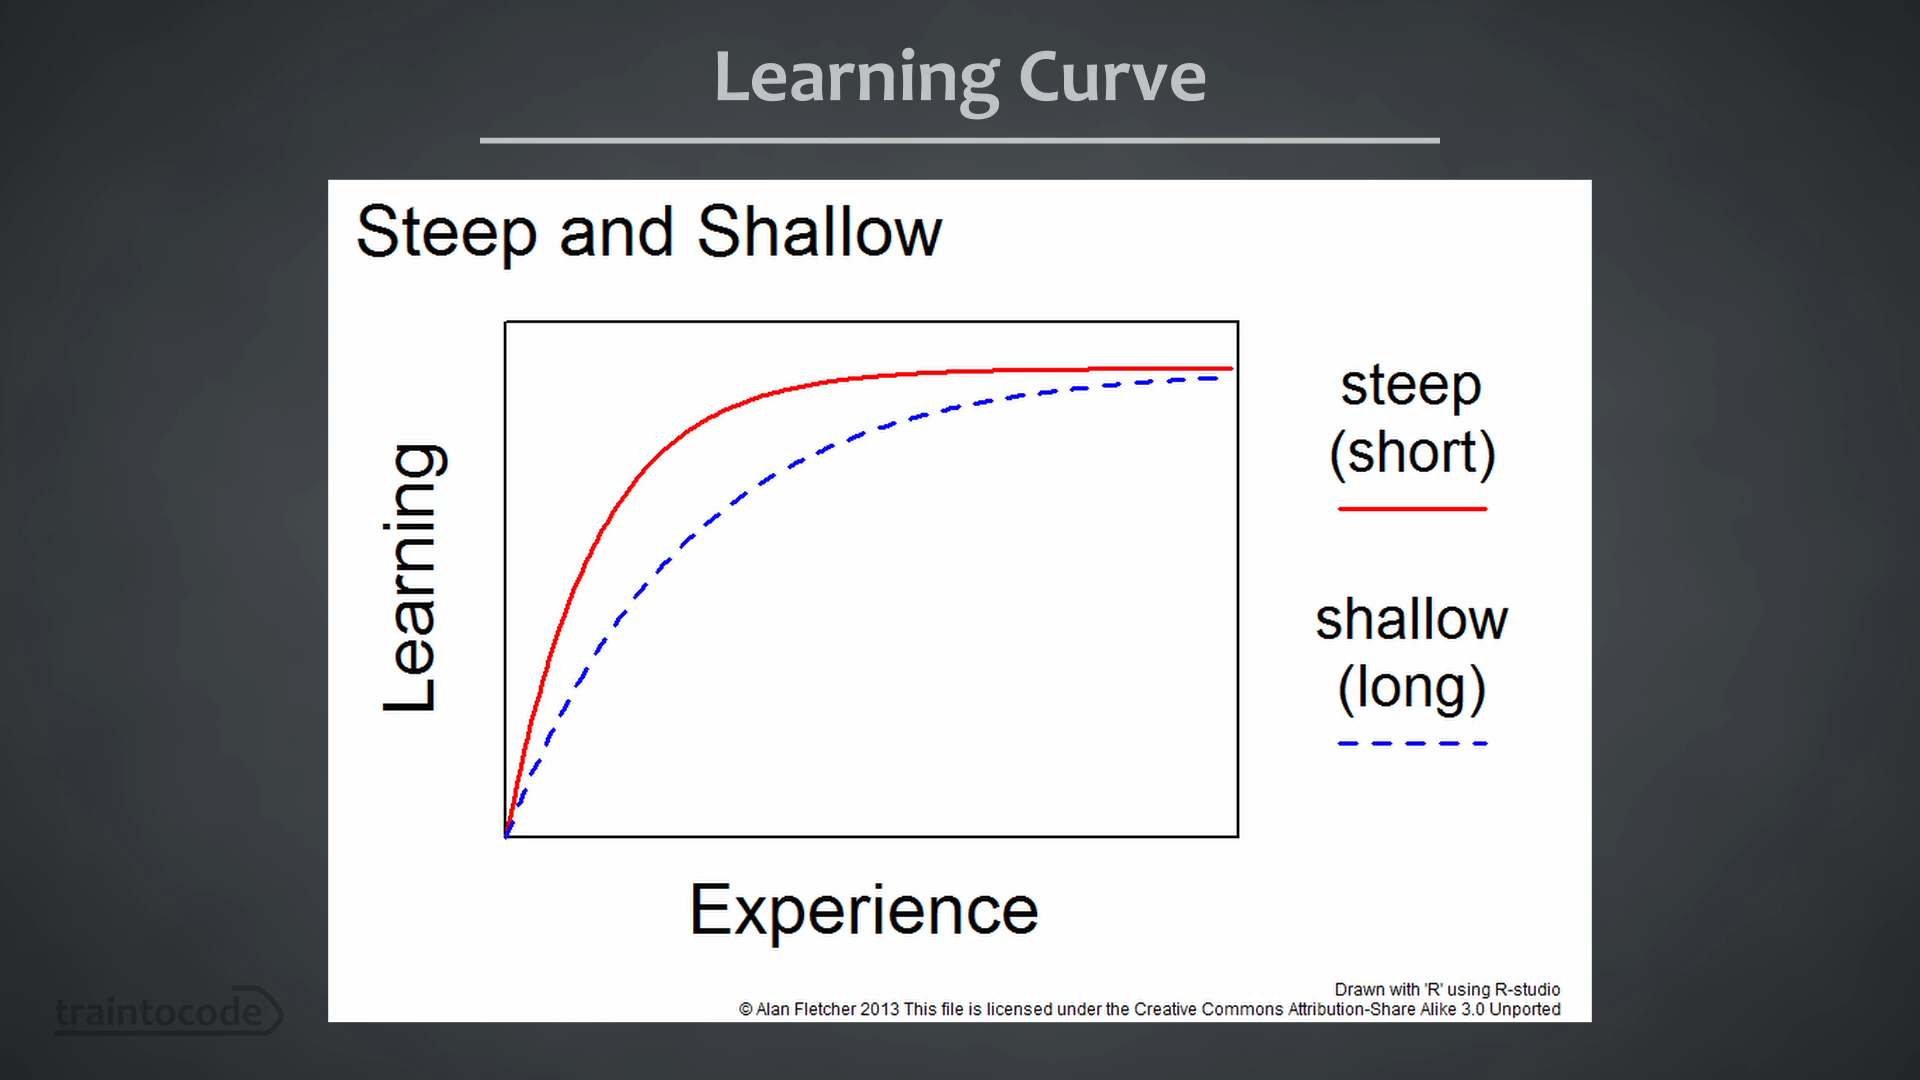 Learning Curve
Steep and Shallow
Learning
steep
(short)
shallow
(long)
Experience
Drawn with 'R' using R-studio
© Alan Fletcher 2013 This file is licensed under the Creative Commons Attribution-Share Alike 3.0 Unported
traintocode